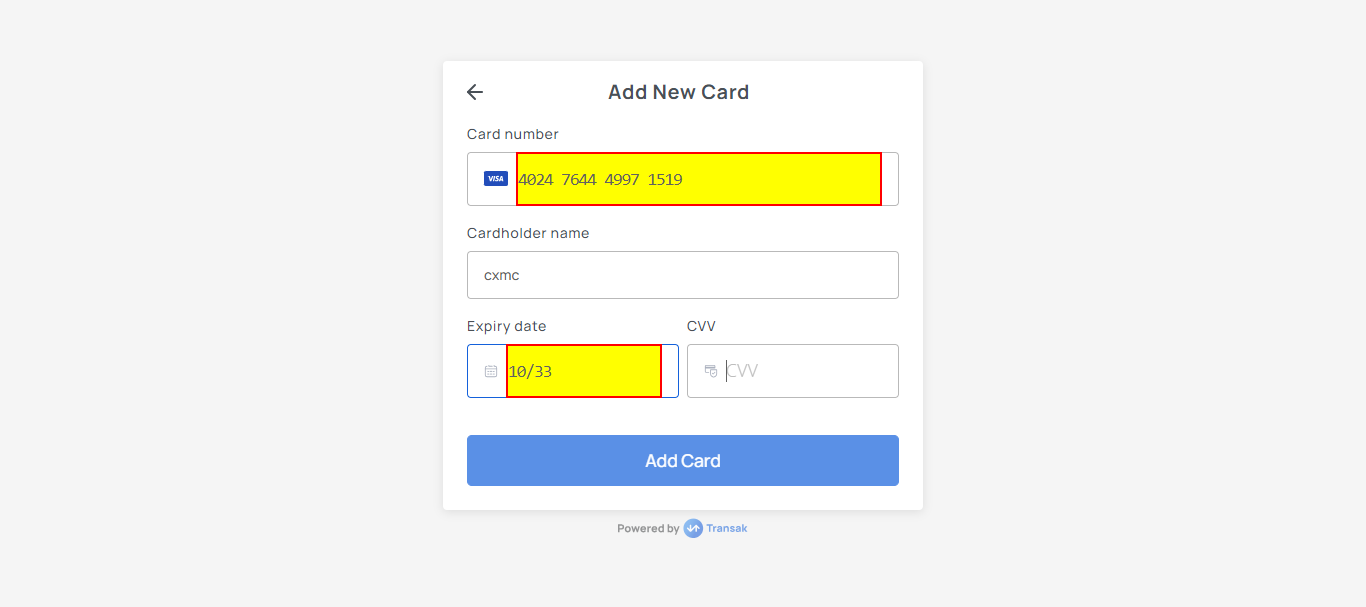 Add New Card
Card number
VISA 4024 7644 4997 1519
Cardholder name
cxmc
Expiry date CVV
10/33 CVV
Add Card
Powered by Transak